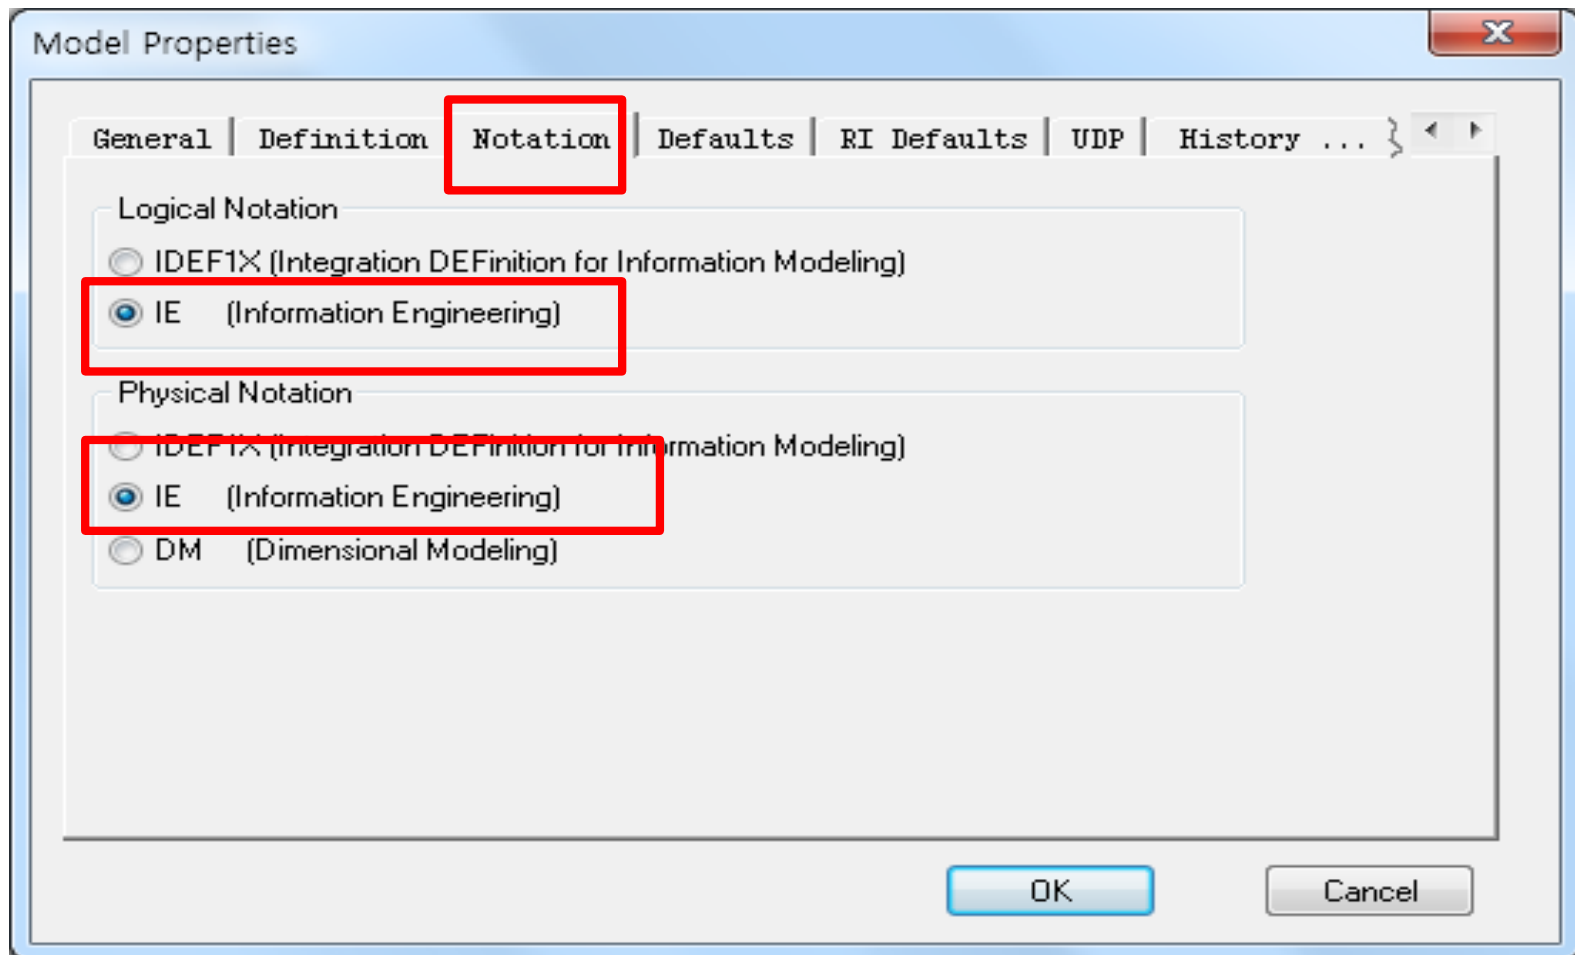 Model Properties
General Definition Notation Defaults RI Defaults UDP History ...
Logical Notation
IDEF1X (Integration DEFinition for Information Modeling)
IE (Information Engineering)
Physical Notation
IDEF1X (Integration DEFinition for Information Modeling)
IE (Information Engineering)
DM (Dimensional Modeling)
OK Cancel